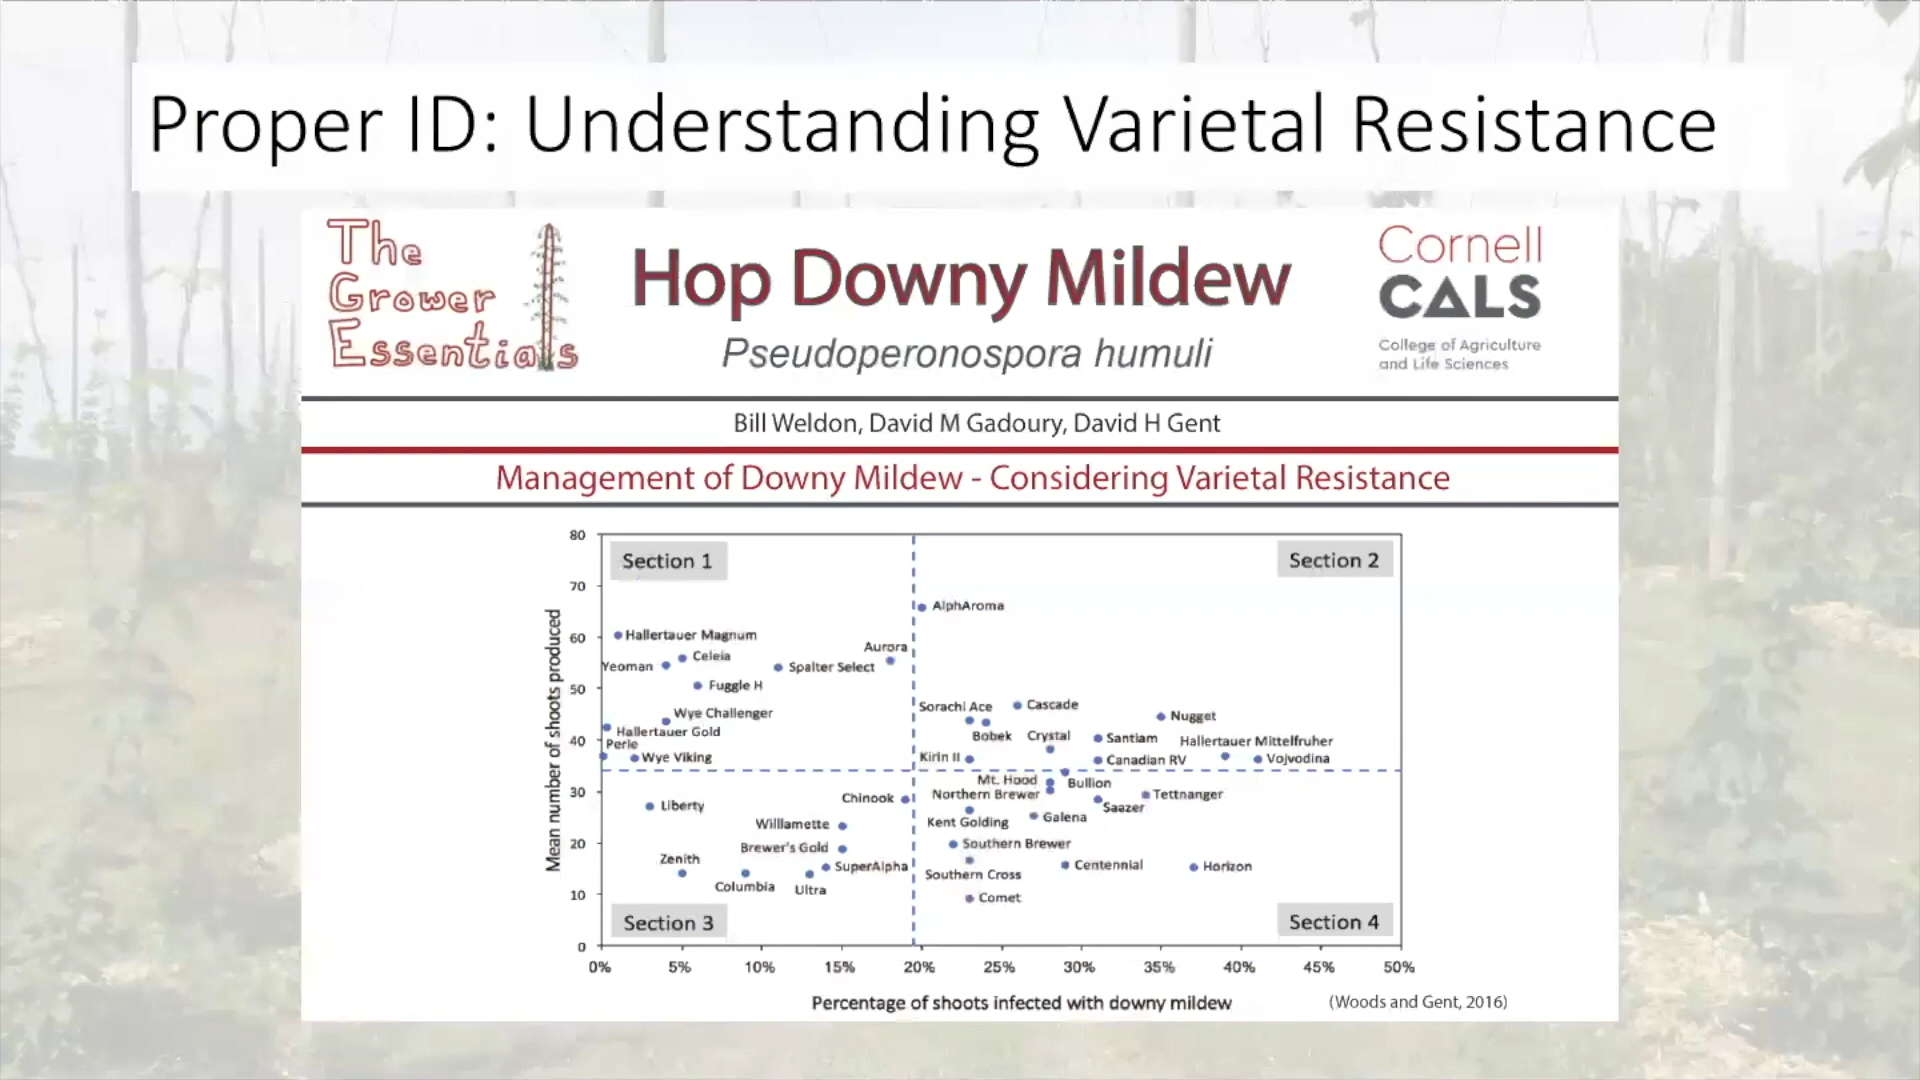 Proper ID: Understanding Varietal Resistance
The
Grower
Essentials
Hop Downy Mildew
Pseudoperonospora humuli
Cornell
CALS
College of Agriculture
and Life Sciences
Bill Weldon, David M Gadoury, David H Gent
Management of Downy Mildew - Considering Varietal Resistance
Mean number of shoots produced
80
70
60
50
40
30
20
10
0
Section 1
Section 2
AlphAroma
Hallertauer Magnum
Aurora
Celeia
Yeoman
Spalter Select
Fuggle H
Sorachi Ace
Cascade
Wye Challenger
Nugget
Hallertauer Gold
Bobek
Crystal
Santiam
Hallertauer Mittelfruher
Perle
Wye Viking
Kirin II
Canadian RV
Vojvodina
Mt. Hood
Bullion
Northern Brewer
Tettnanger
Chinook
Liberty
Saazer
Willamette
Kent Golding
Galena
Brewer's Gold
Southern Brewer
Zenith
SuperAlpha
Centennial
Horizon
Southern Cross
Columbia
Ultra
Comet
Section 3
Section 4
0%
5%
10%
15%
20%
25%
30%
35%
40%
45%
50%
Percentage of shoots infected with downy mildew
(Woods and Gent, 2016)